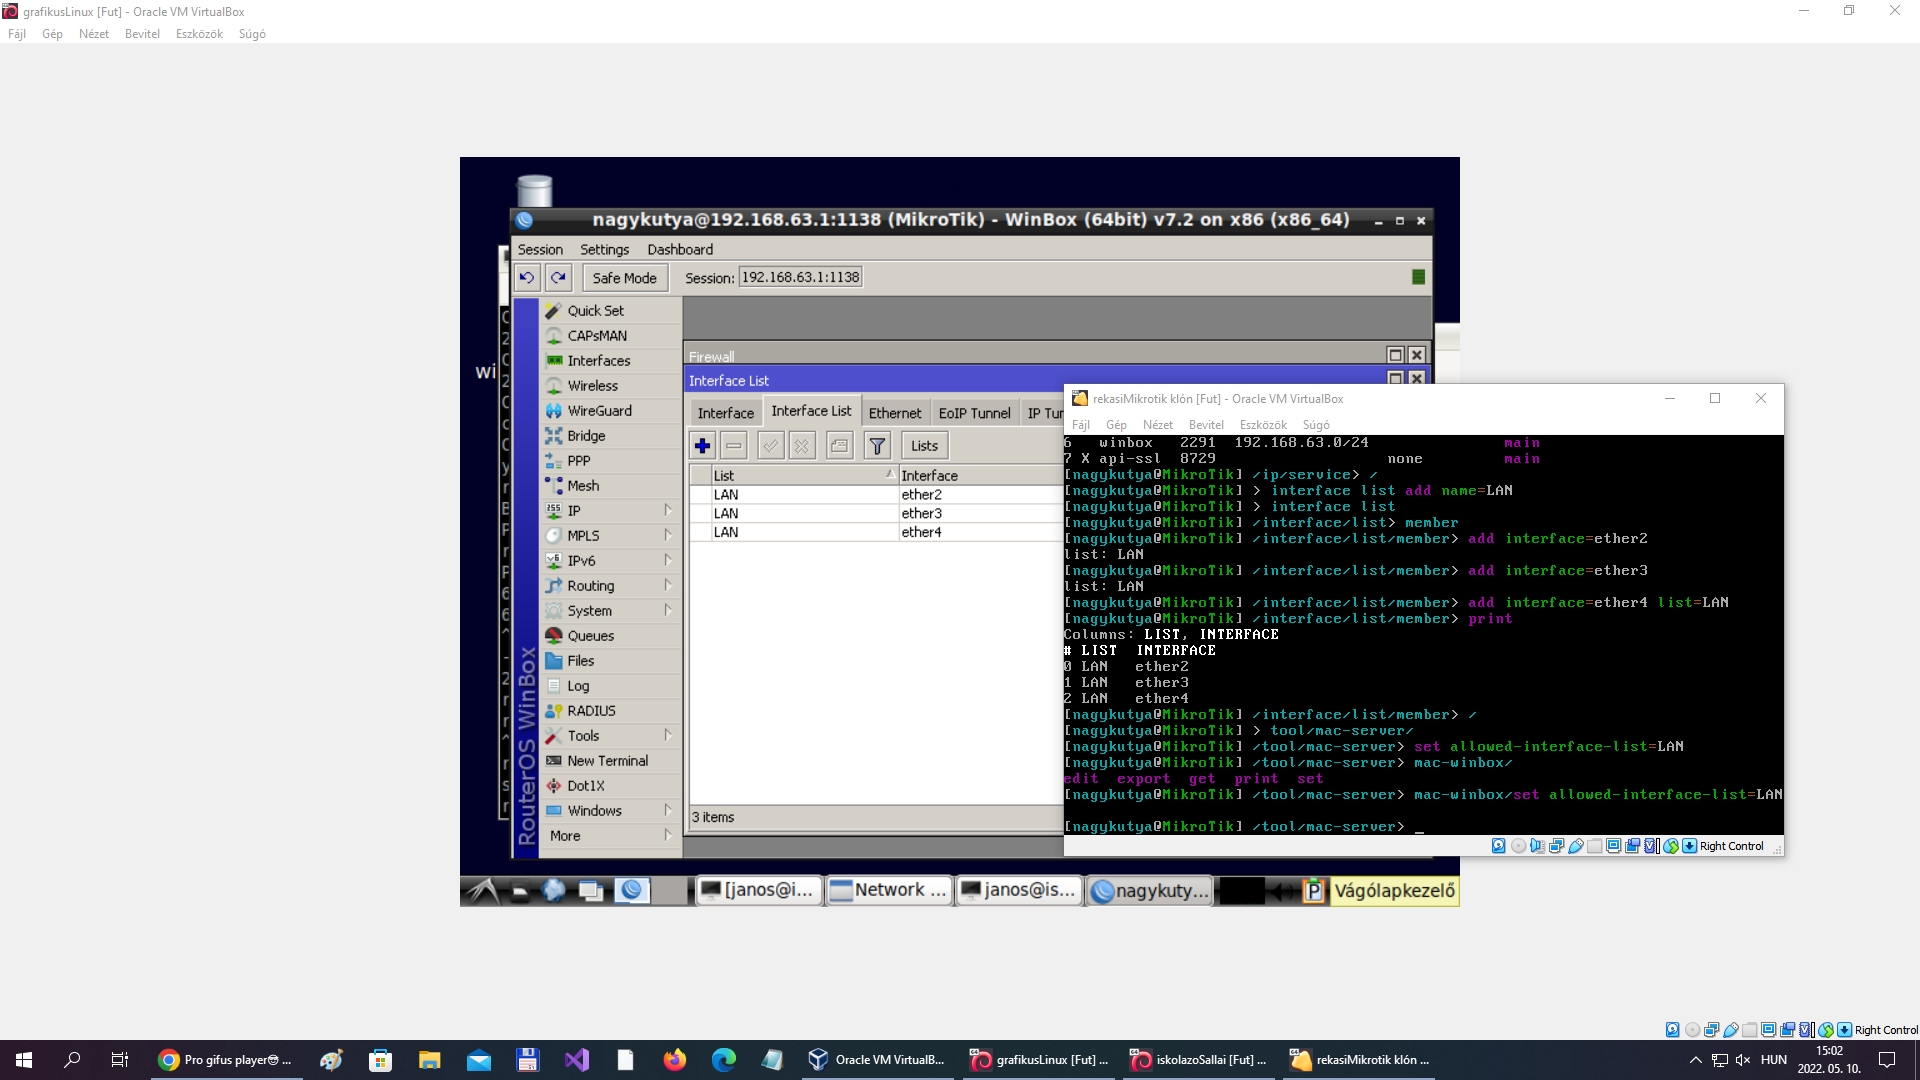 grafikusLinux [Fut] - Oracle VM VirtualBox
Fájl Gép Nézet Bevitel Eszközök Súgó
nagykutya@192.168.63.1:1138 (MikroTik) - WinBox (64bit) v7.2 on x86 (x86_64)
Session Settings Dashboard
Safe Mode Session: 192.168.63.1:1138
RouterOS WinBox
Quick Set
CAPsMAN
Interfaces
Wireless
WireGuard
Bridge
PPP
Mesh
IP
MPLS
IPv6
Routing
System
Queues
Files
Log
RADIUS
Tools
New Terminal
Dot1X
Windows
More
wi
Firewall
Interface List
Interface Interface List Ethernet EoIP Tunnel IP Tun
Lists
List Interface
LAN ether2
LAN ether3
LAN ether4
3 items
rekasiMikrotik klón [Fut] - Oracle VM VirtualBox
Fájl Gép Nézet Bevitel Eszközök Súgó
6 winbox 2291 192.168.63.0/24 main
7 X api-ssl 8729 none main
[nagykutya@MikroTik] /ip/service> /
[nagykutya@MikroTik] > interface list add name=LAN
[nagykutya@MikroTik] > interface list
[nagykutya@MikroTik] /interface/list> member
[nagykutya@MikroTik] /interface/list/member> add interface=ether2
list: LAN
[nagykutya@MikroTik] /interface/list/member> add interface=ether3
list: LAN
[nagykutya@MikroTik] /interface/list/member> add interface=ether4 list=LAN
[nagykutya@MikroTik] /interface/list/member> print
Columns: LIST, INTERFACE
# LIST INTERFACE
0 LAN ether2
1 LAN ether3
2 LAN ether4
[nagykutya@MikroTik] /interface/list/member> /
[nagykutya@MikroTik] > tool/mac-server/
[nagykutya@MikroTik] /tool/mac-server> set allowed-interface-list=LAN
[nagykutya@MikroTik] /tool/mac-server> mac-winbox/
edit export get print set
[nagykutya@MikroTik] /tool/mac-server> mac-winbox/set allowed-interface-list=LAN
[nagykutya@MikroTik] /tool/mac-server> _
Right Control
[janos@i... Network ... janos@is... nagykuty... Vágólapkezelő
Right Control
Pro gifus player😎 ... Oracle VM VirtualB... grafikusLinux [Fut] ... iskolazoSallai [Fut] ... rekasiMikrotik klón ... HUN
15:02
2022. 05. 10.